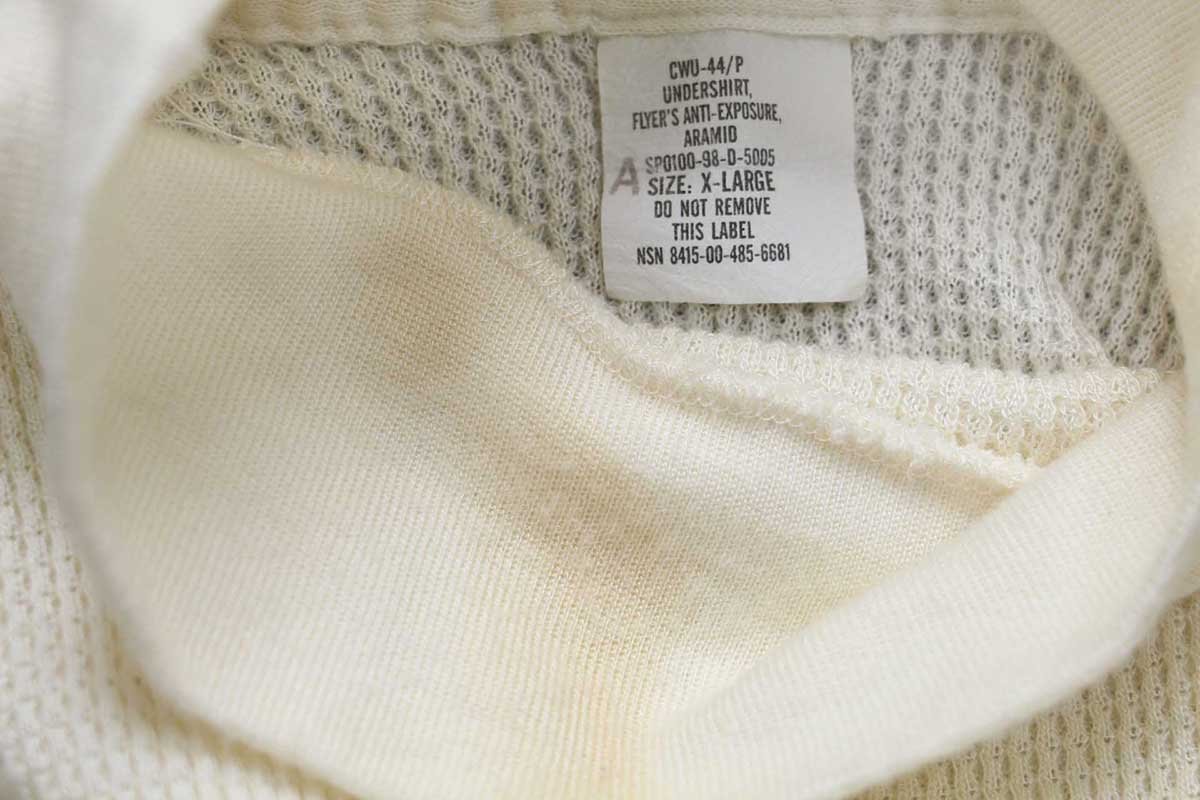 CWU-44/P
UNDERSHIRT,
FLYER'S ANTI-EXPOSURE,
ARAMID
SP0100-98-D-5005
A SIZE: X-LARGE
DO NOT REMOVE
THIS LABEL
NSN 8415-00-485-6681